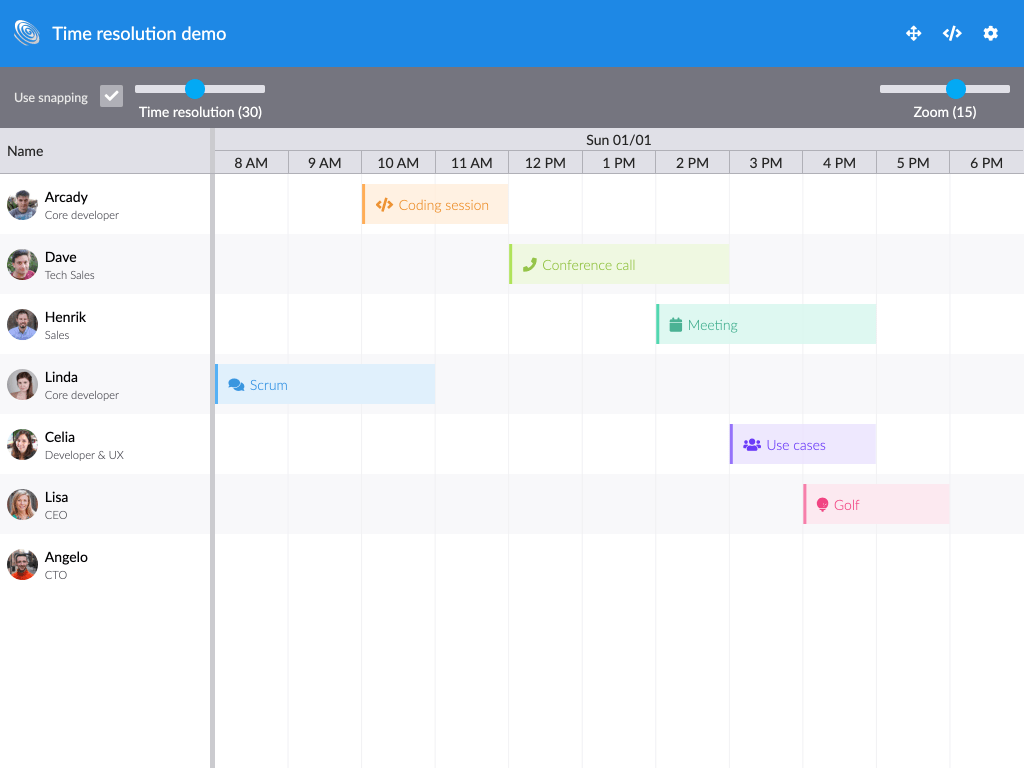 Time resolution demo
Use snapping
Time resolution (30)
Zoom (15)
Name
Sun 01/01
8 AM 9 AM 10 AM 11 AM 12 PM 1 PM 2 PM 3 PM 4 PM 5 PM 6 PM
Arcady
Core developer
Coding session
Dave
Tech Sales
Conference call
Henrik
Sales
Meeting
Linda
Core developer
Scrum
Celia
Developer & UX
Use cases
Lisa
CEO
Golf
Angelo
CTO